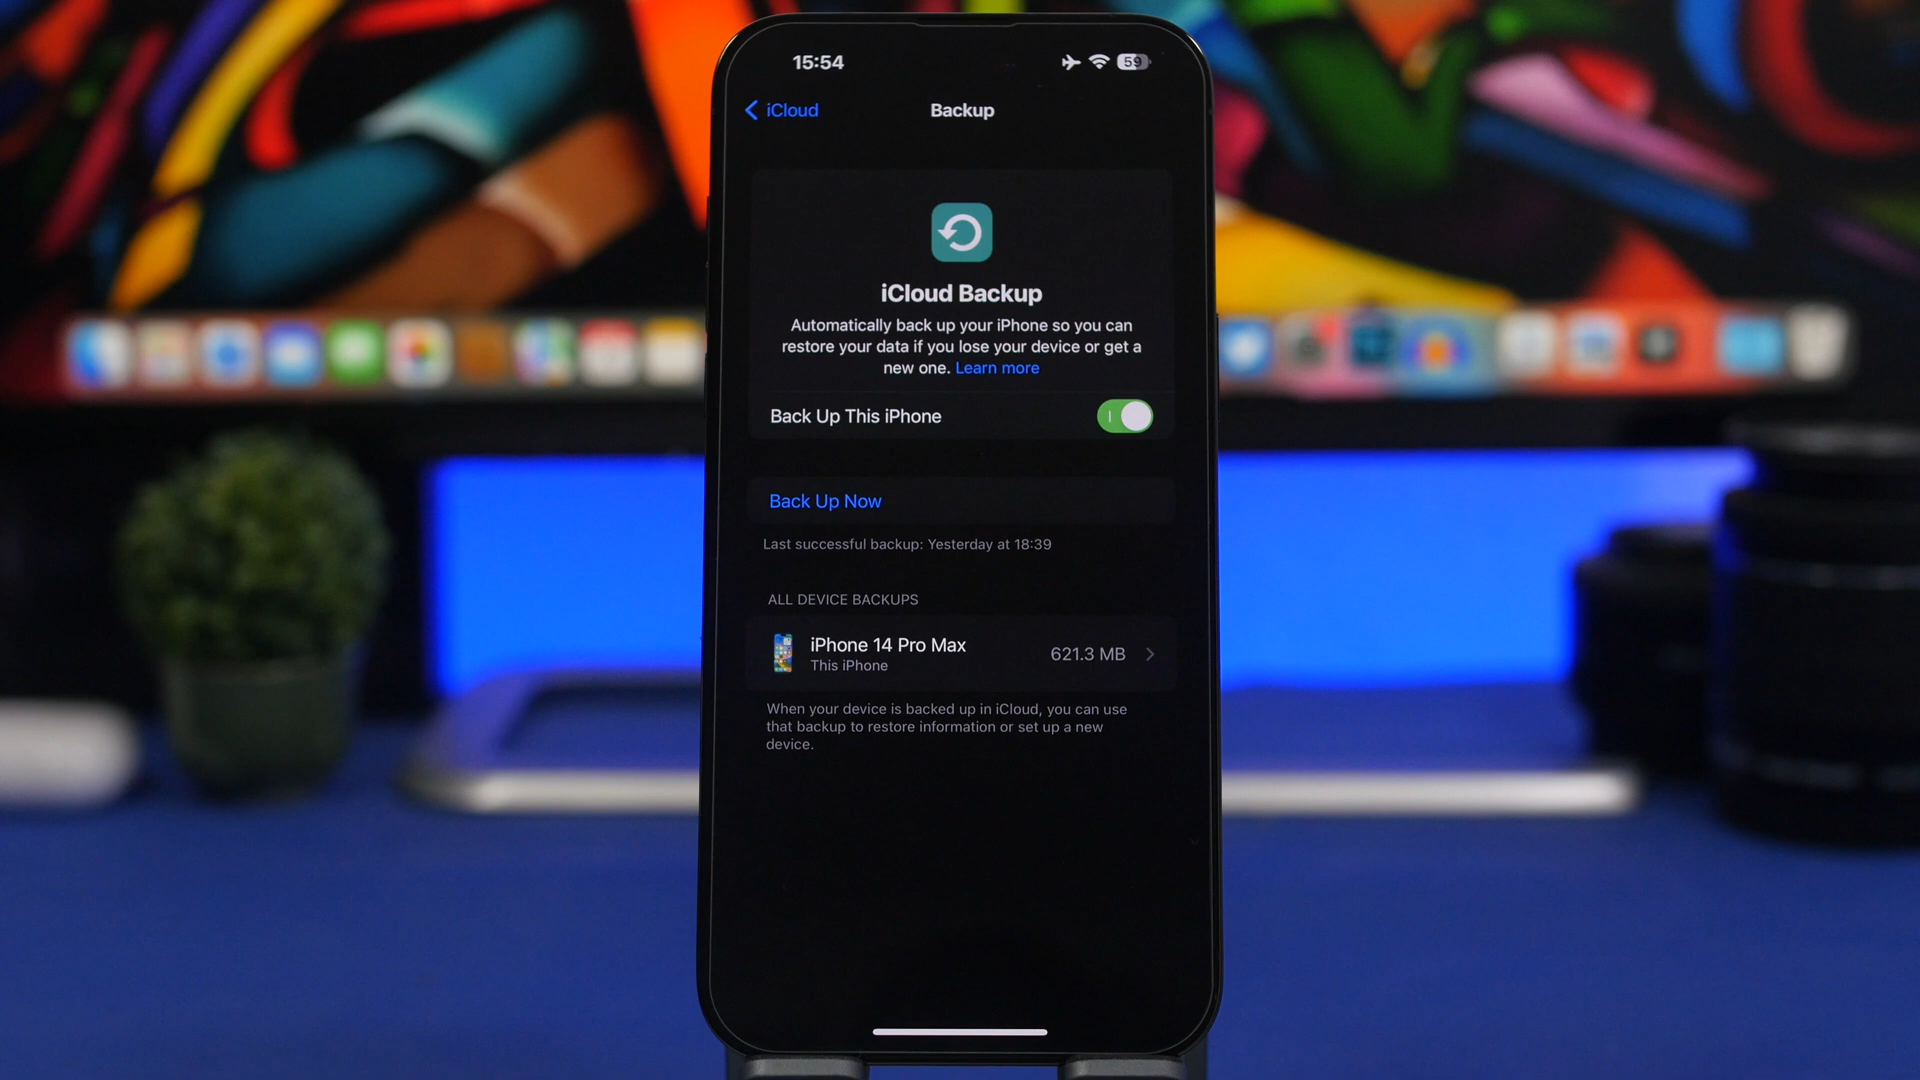 15:54
59
iCloud
Backup
iCloud Backup
Automatically back up your iPhone so you can
restore your data if you lose your device or get a
new one. Learn more
Back Up This iPhone
Back Up Now
Last successful backup: Yesterday at 18:39
ALL DEVICE BACKUPS
iPhone 14 Pro Max
This iPhone
621.3 MB
When your device is backed up in iCloud, you can use
that backup to restore information or set up a new
device.